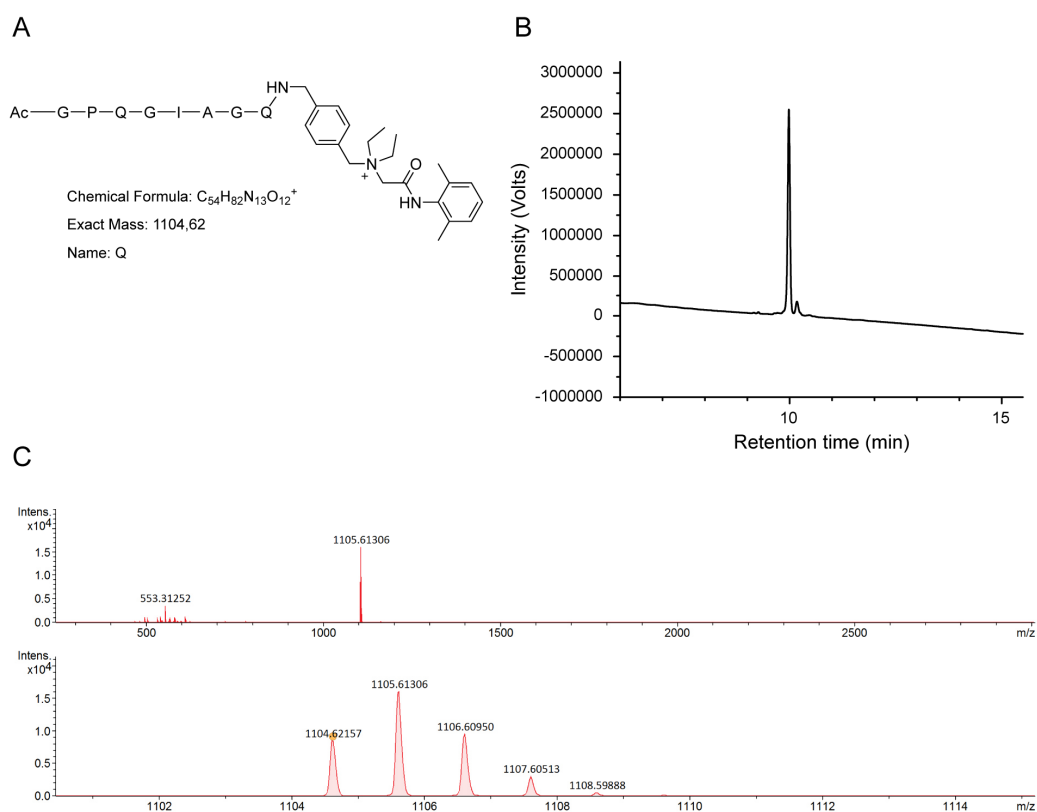 A
Ac G P Q G I A G Q HN
N
+
O
HN
Chemical Formula: C54H82N13O12+
Exact Mass: 1104,62
Name: Q
B
Intensity (Volts)
3000000
2500000
2000000
1500000
1000000
500000
0
-500000
-1000000
10 15
Retention time (min)
C
Intens.
x10^4
1.5
1.0
0.5
0.0
553.31252
1105.61306
500 1000 1500 2000 2500 m/z
Intens.
x10^4
1.5
1.0
0.5
0.0
1104.62157
1105.61306
1106.60950
1107.60513
1108.59888
1102 1104 1106 1108 1110 1112 1114 m/z